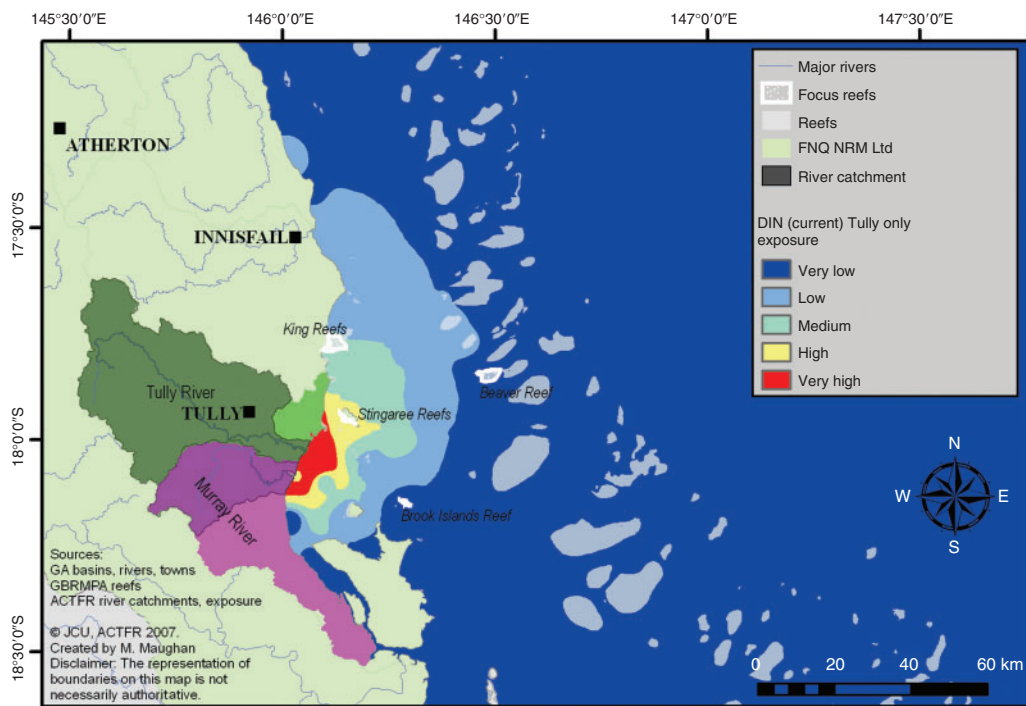 145°30'0"E
146°0'0"E
146°30'0"E
147°0'0"E
147°30'0"E
17°30'0"S
18°0'0"S
18°30'0"S
ATHERTON
INNISFAIL
King Reefs
Tully River
TULLY
Stingaree Reefs
Beaver Reef
Murray River
Brook Islands Reef
Major rivers
Focus reefs
Reefs
FNQ NRM Ltd
River catchment
DIN (current) Tully only
exposure
Very low
Low
Medium
High
Very high
N
W
E
S
Sources:
GA basins, rivers, towns
GBRMPA reefs
ACTFR river catchments, exposure
© JCU, ACTFR 2007.
Created by M. Maughan
Disclaimer: The representation of
boundaries on this map is not
necessarily authoritative.
0 20 40 60 km